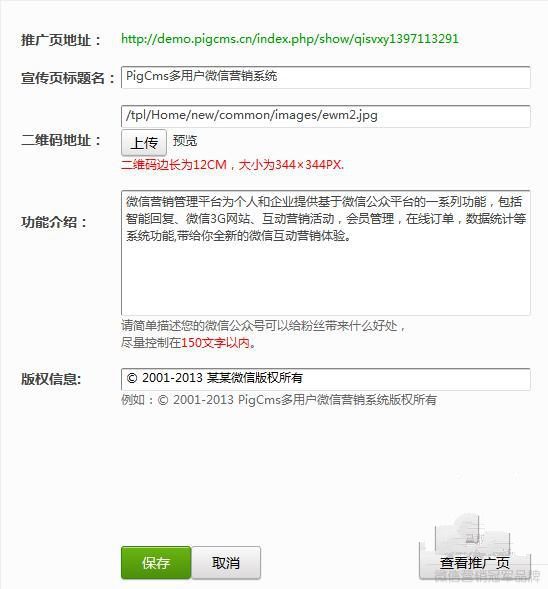 推广页地址：
http://demo.pigcms.cn/index.php/show/qisvxy1397113291
宣传页标题名：
PigCms多用户微信营销系统
/tpl/Home/new/common/images/ewm2.jpg
二维码地址：
上传 预览
二维码边长为12CM，大小为344×344PX.
功能介绍：
微信营销管理平台为个人和企业提供基于微信公众平台的一系列功能，包括
智能回复、微信3G网站、互动营销活动，会员管理，在线订单，数据统计等
系统功能,带给你全新的微信互动营销体验。
请简单描述您的微信公众号可以给粉丝带来什么好处，
尽量控制在150文字以内。
版权信息:
© 2001-2013 某某微信版权所有
例如：© 2001-2013 PigCms多用户微信营销系统版权所有
保存 取消
查看推广页
微信营销冠军品牌